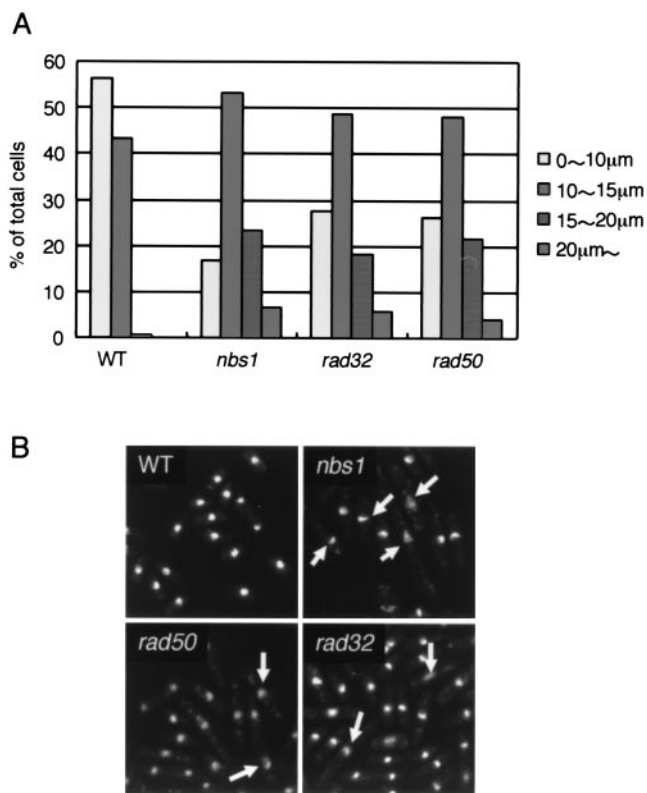 A
% of total cells
60
50
40
30
20
10
0
WT nbs1 rad32 rad50
0~10μm
10~15μm
15~20μm
20μm~
B
WT
nbs1
rad50
rad32